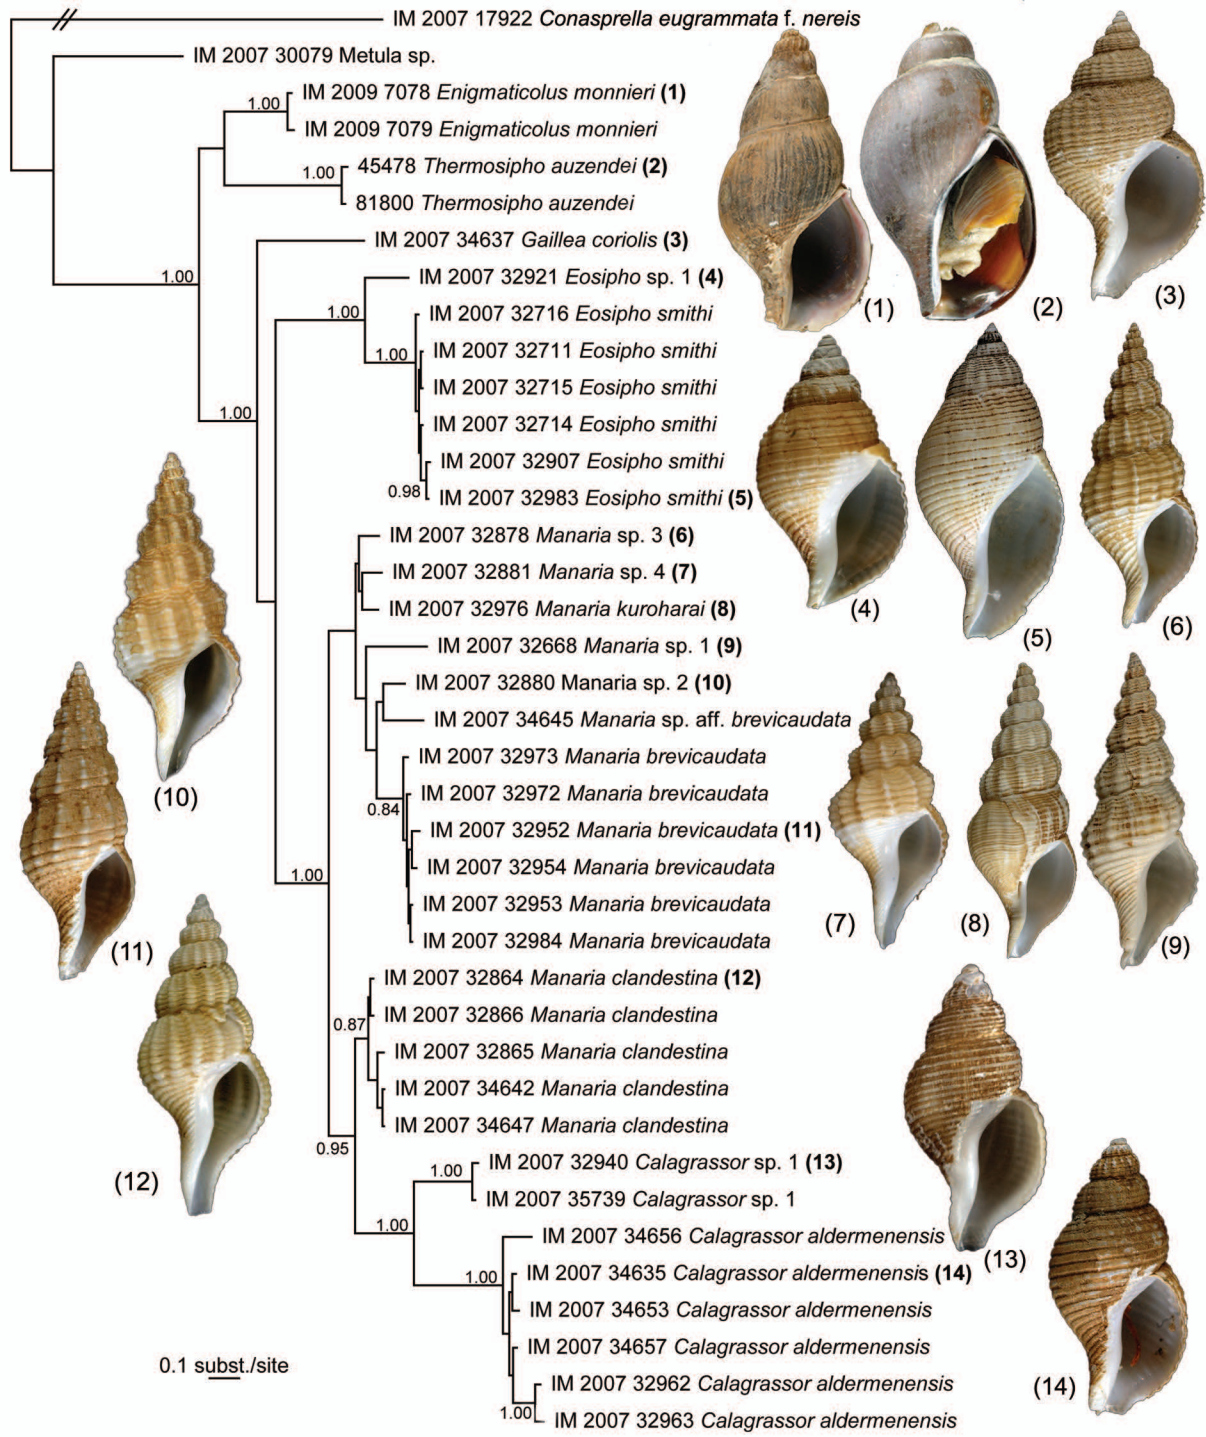 IM 2007 17922 Conasprella eugrammata f. nereis
IM 2007 30079 Metula sp.
1.00
IM 2009 7078 Enigmaticolus monnieri (1)
IM 2009 7079 Enigmaticolus monnieri
1.00
45478 Thermosipho auzendei (2)
81800 Thermosipho auzendei
1.00
IM 2007 34637 Gaillea coriolis (3)
1.00
IM 2007 32921 Eosipho sp. 1 (4)
1.00
IM 2007 32716 Eosipho smithi
IM 2007 32711 Eosipho smithi
IM 2007 32715 Eosipho smithi
IM 2007 32714 Eosipho smithi
1.00
IM 2007 32907 Eosipho smithi
0.98
IM 2007 32983 Eosipho smithi (5)
IM 2007 32878 Manaria sp. 3 (6)
IM 2007 32881 Manaria sp. 4 (7)
IM 2007 32976 Manaria kuroharai (8)
IM 2007 32668 Manaria sp. 1 (9)
IM 2007 32880 Manaria sp. 2 (10)
IM 2007 34645 Manaria sp. aff. brevicaudata
IM 2007 32973 Manaria brevicaudata
IM 2007 32972 Manaria brevicaudata
0.84
IM 2007 32952 Manaria brevicaudata (11)
IM 2007 32954 Manaria brevicaudata
1.00
IM 2007 32953 Manaria brevicaudata
IM 2007 32984 Manaria brevicaudata
IM 2007 32864 Manaria clandestina (12)
0.87
IM 2007 32866 Manaria clandestina
IM 2007 32865 Manaria clandestina
IM 2007 34642 Manaria clandestina
IM 2007 34647 Manaria clandestina
0.95
IM 2007 32940 Calagrassor sp. 1 (13)
1.00
IM 2007 35739 Calagrassor sp. 1
1.00
IM 2007 34656 Calagrassor aldermenensis
1.00
IM 2007 34635 Calagrassor aldermenensis (14)
IM 2007 34653 Calagrassor aldermenensis
IM 2007 34657 Calagrassor aldermenensis
IM 2007 32962 Calagrassor aldermenensis
1.00
IM 2007 32963 Calagrassor aldermenensis
0.1 subst./site
(1)
(2)
(3)
(4)
(5)
(6)
(7)
(8)
(9)
(10)
(11)
(12)
(13)
(14)